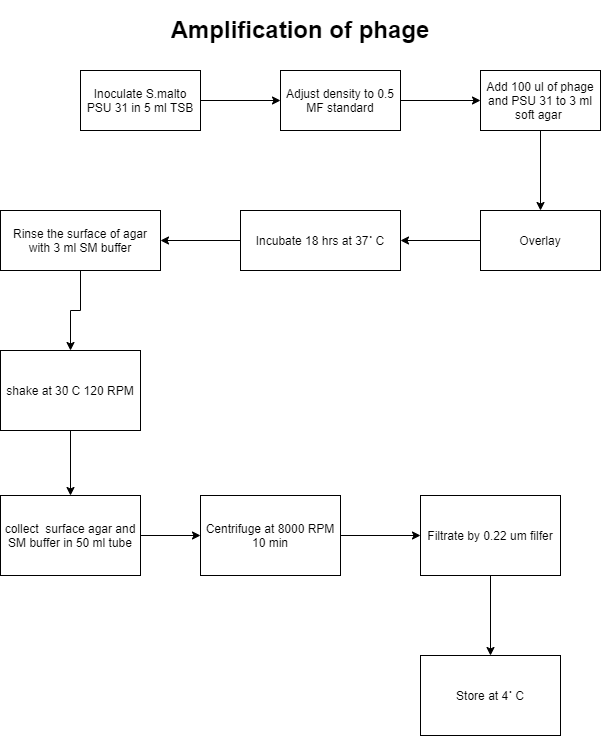 Amplification of phage
Inoculate S.malto
PSU 31 in 5 ml TSB
Adjust density to 0.5
MF standard
Add 100 ul of phage
and PSU 31 to 3 ml
soft agar
Overlay
Incubate 18 hrs at 37˚ C
Rinse the surface of agar
with 3 ml SM buffer
shake at 30 C 120 RPM
collect surface agar and
SM buffer in 50 ml tube
Centrifuge at 8000 RPM
10 min
Filtrate by 0.22 um filfer
Store at 4˚ C